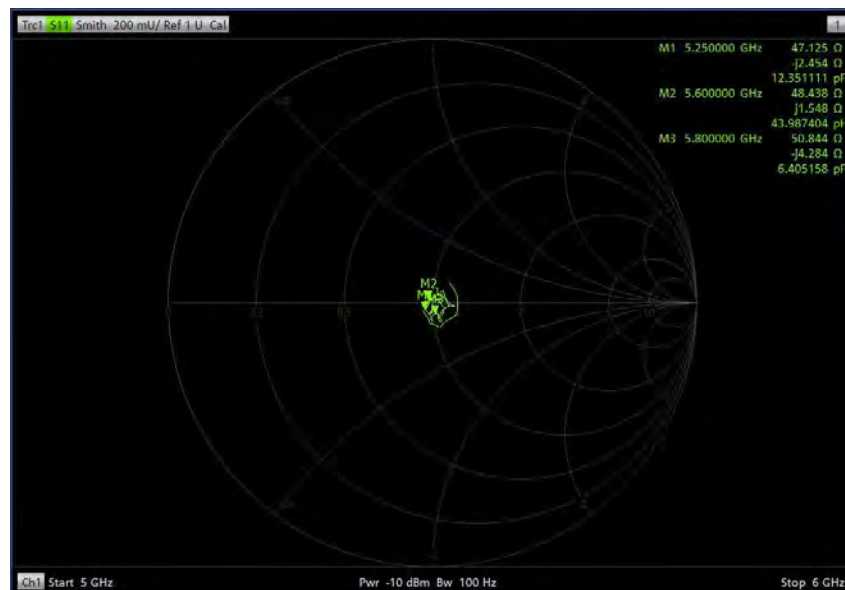 Trc1 S11 Smith 200 mU/ Ref 1 U Cal
1
M1 5.250000 GHz 47.125 Ω
-j2.454 Ω
12.351111 pF
M2 5.600000 GHz 48.438 Ω
j1.548 Ω
43.987404 pH
M3 5.800000 GHz 50.844 Ω
-j4.284 Ω
6.405158 pF
M2
Ch1 Start 5 GHz Pwr -10 dBm Bw 100 Hz Stop 6 GHz